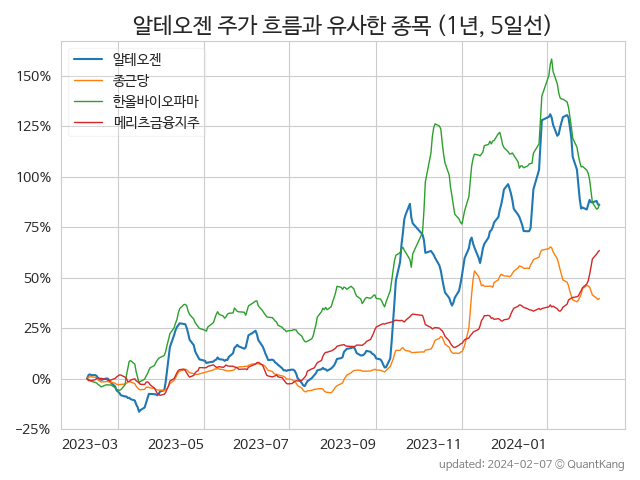 알테오젠 주가 흐름과 유사한 종목 (1년, 5일선)
알테오젠
종근당
한올바이오파마
메리츠금융지주
150%
125%
100%
75%
50%
25%
0%
−25%
2023-03 2023-05 2023-07 2023-09 2023-11 2024-01
updated: 2024-02-07 © QuantKang